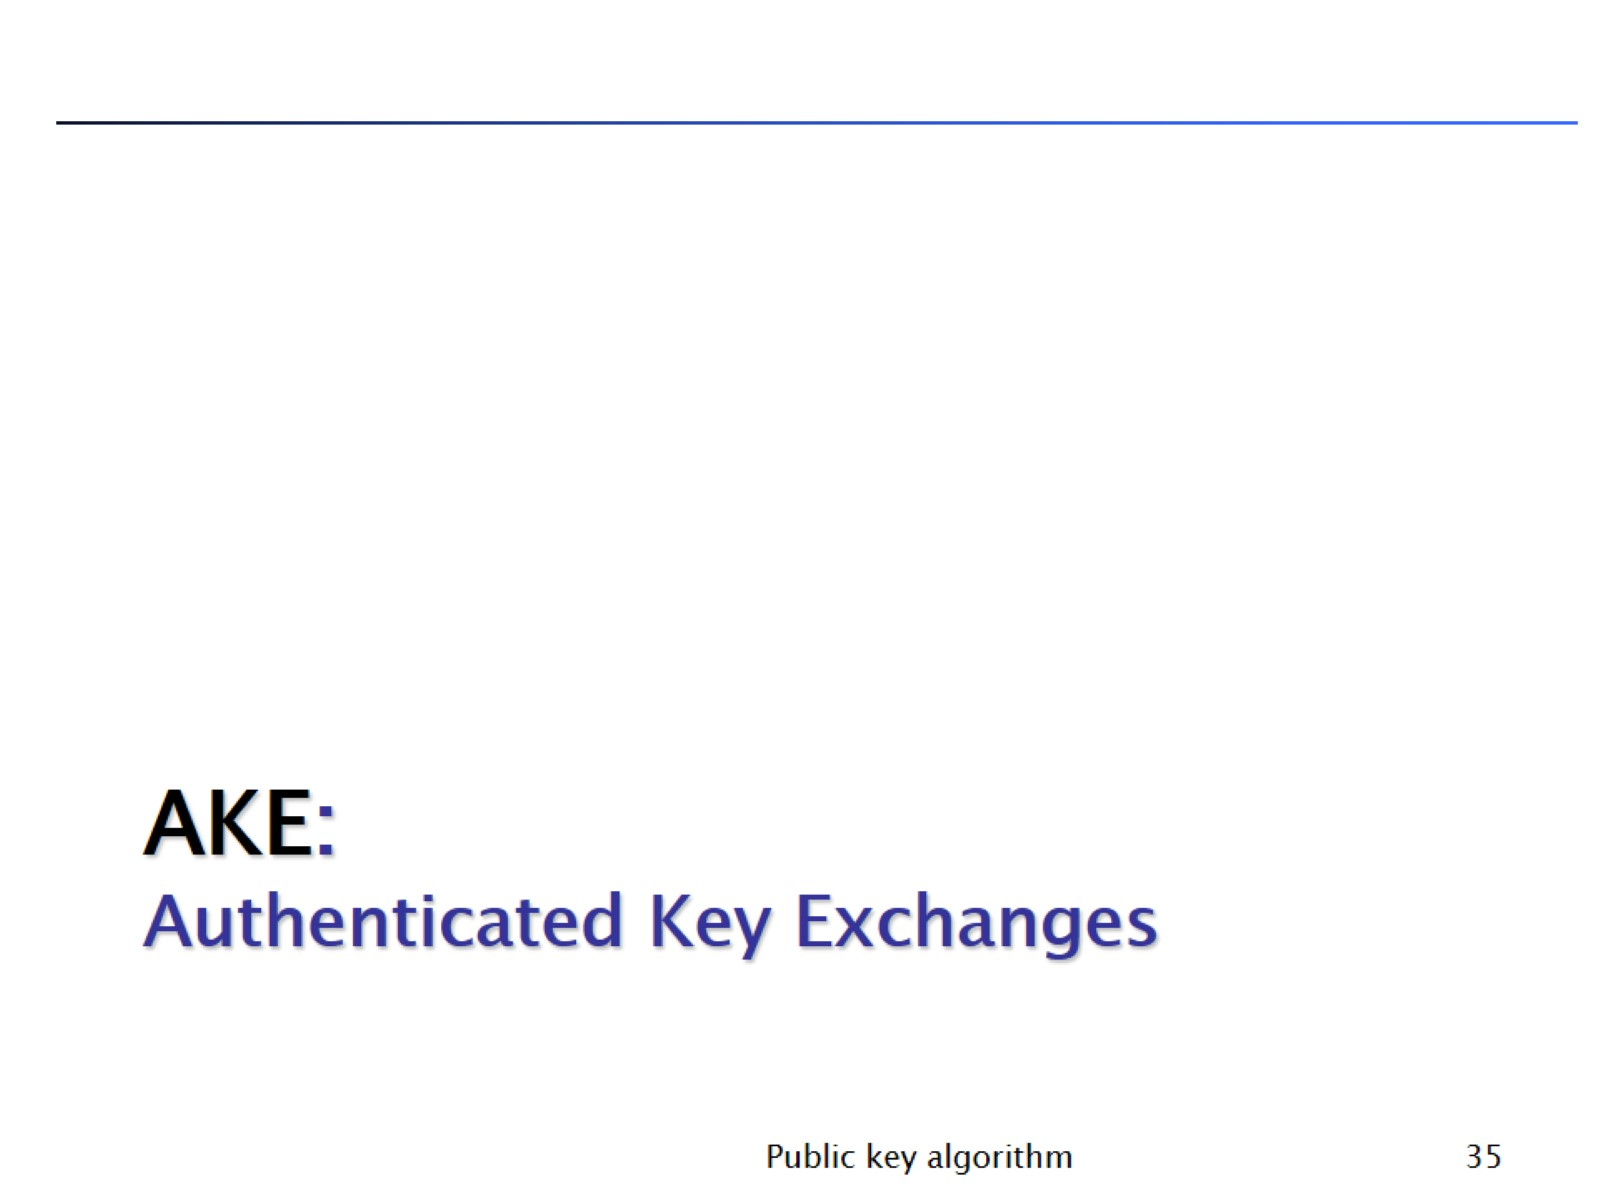 AKE:
Authenticated Key Exchanges
Public key algorithm
35